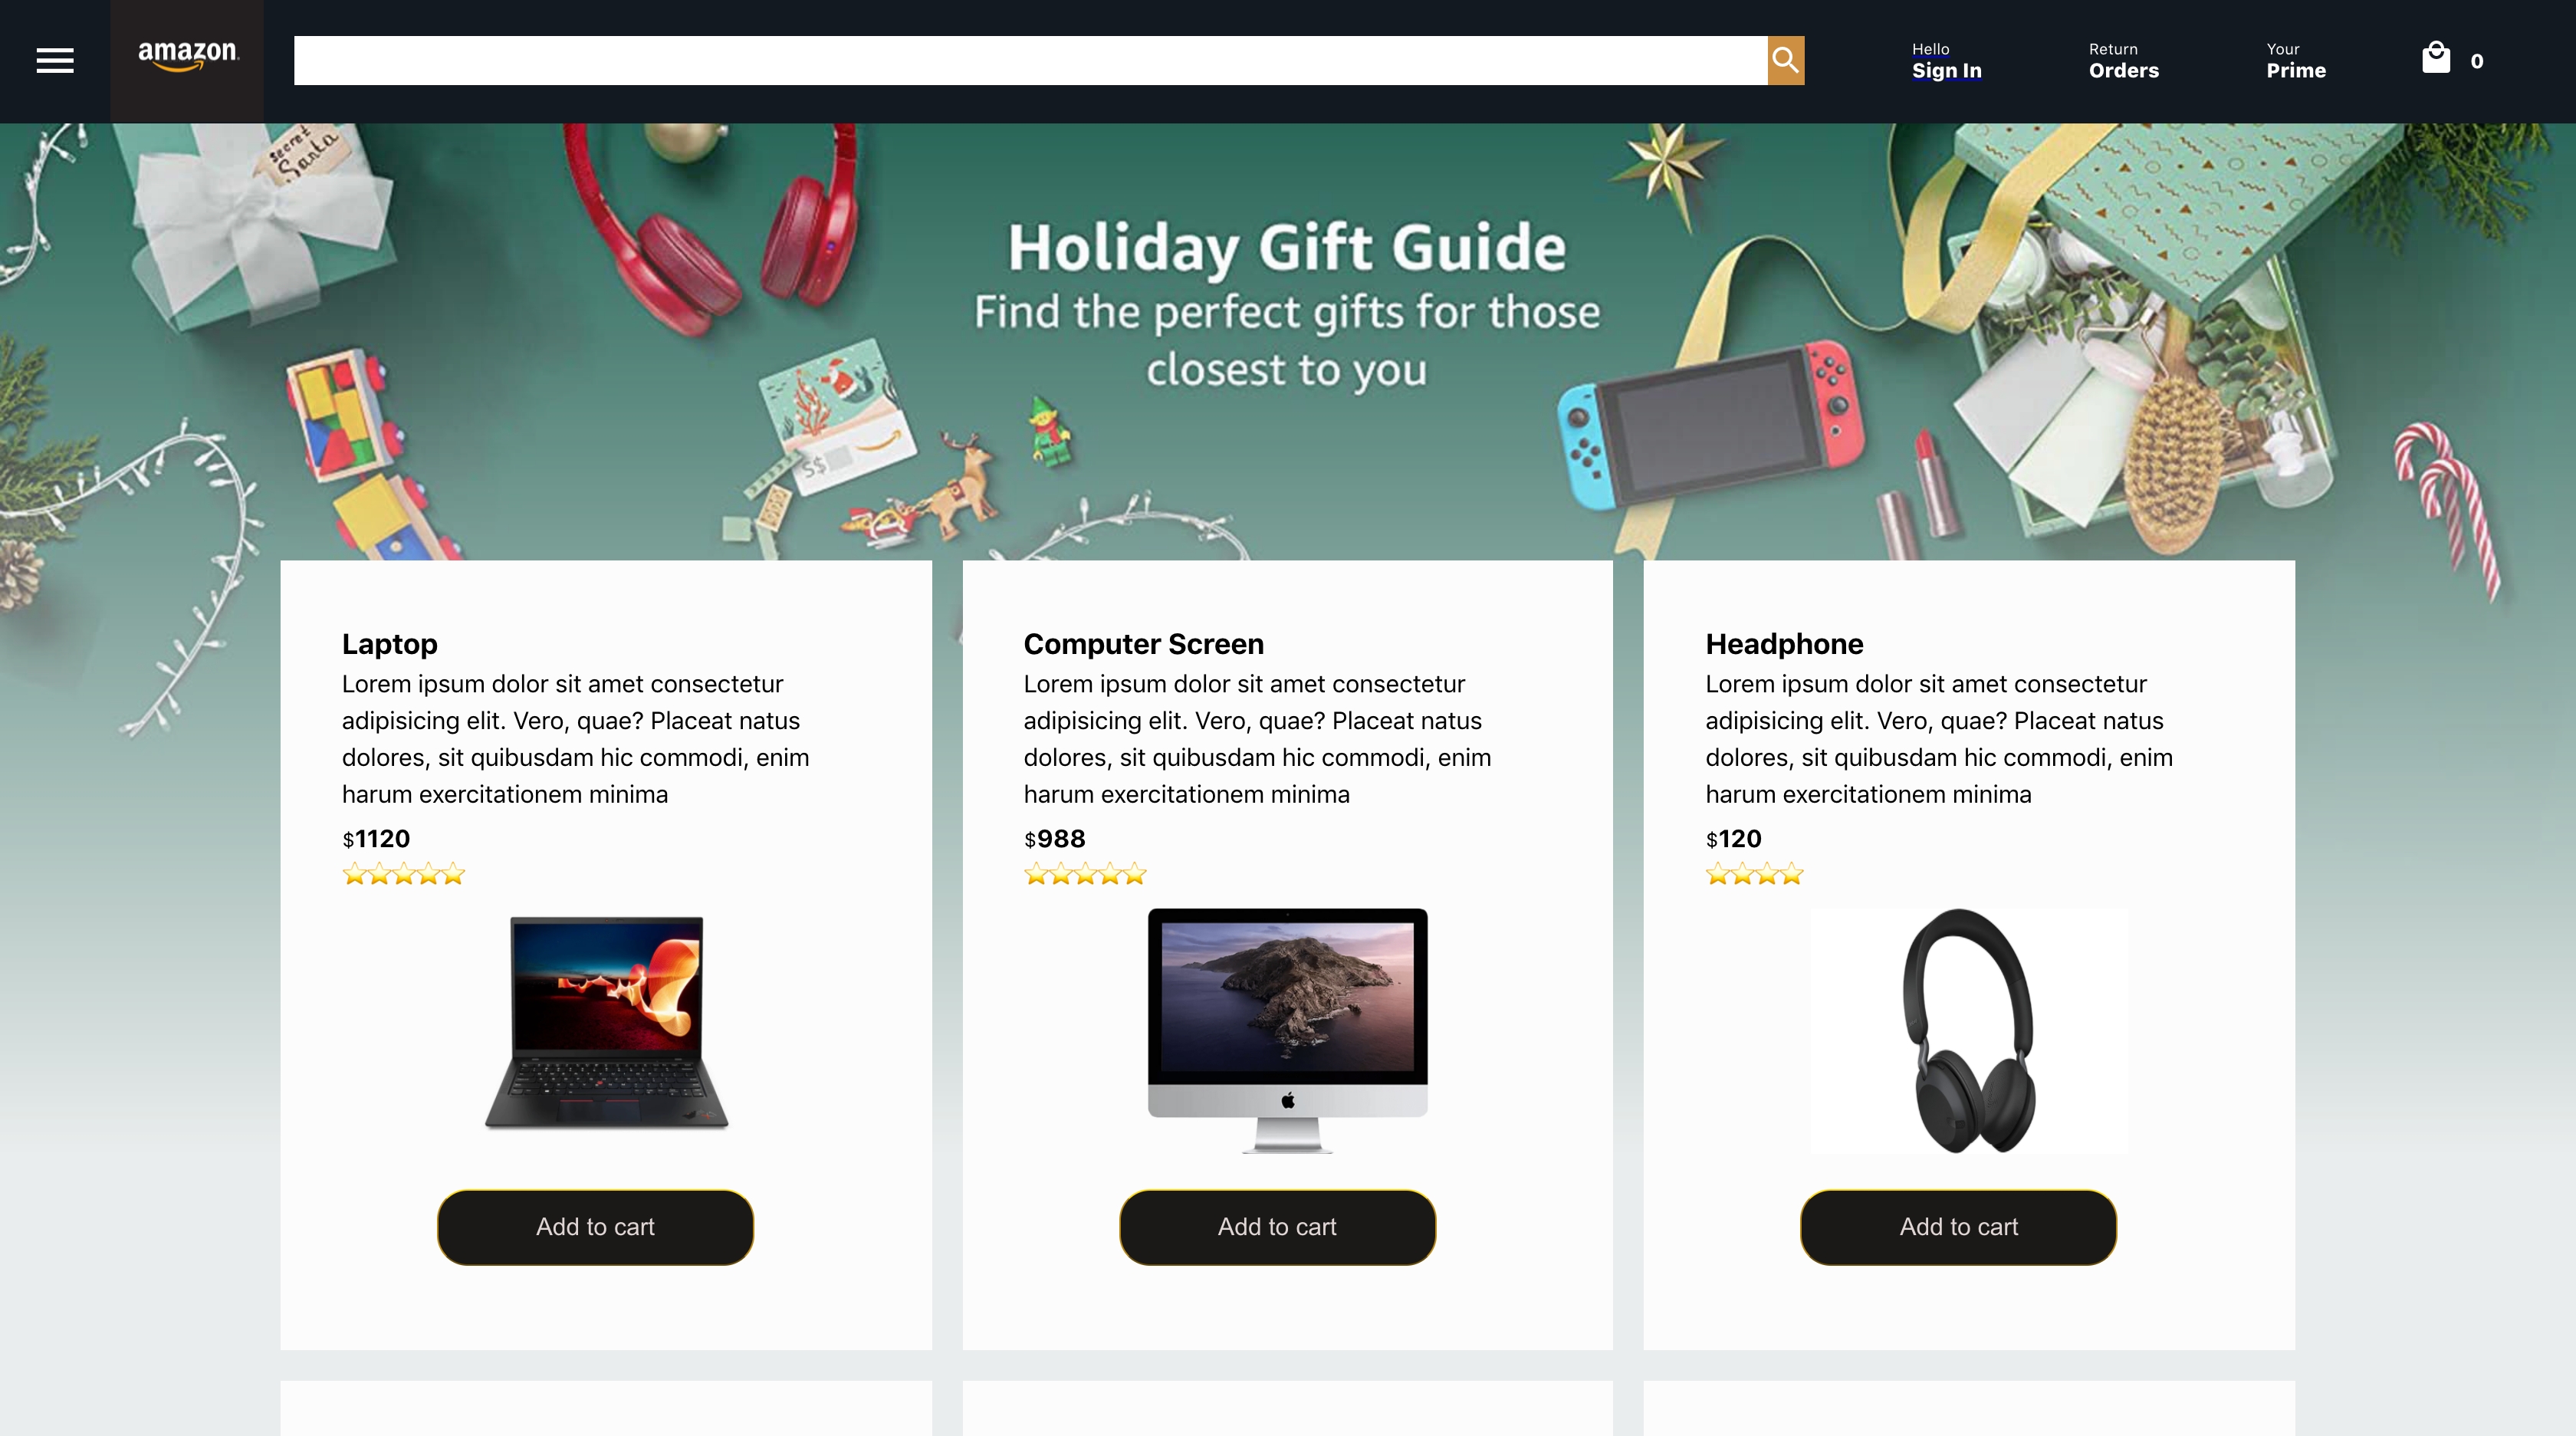 amazon
Hello
Sign In
Return
Orders
Your
Prime
0
Secret
Santa
Holiday Gift Guide
Find the perfect gifts for those
closest to you
S$
Laptop
Lorem ipsum dolor sit amet consectetur
adipisicing elit. Vero, quae? Placeat natus
dolores, sit quibusdam hic commodi, enim
harum exercitationem minima
$1120
Add to cart
Computer Screen
Lorem ipsum dolor sit amet consectetur
adipisicing elit. Vero, quae? Placeat natus
dolores, sit quibusdam hic commodi, enim
harum exercitationem minima
$988
Add to cart
Headphone
Lorem ipsum dolor sit amet consectetur
adipisicing elit. Vero, quae? Placeat natus
dolores, sit quibusdam hic commodi, enim
harum exercitationem minima
$120
Add to cart